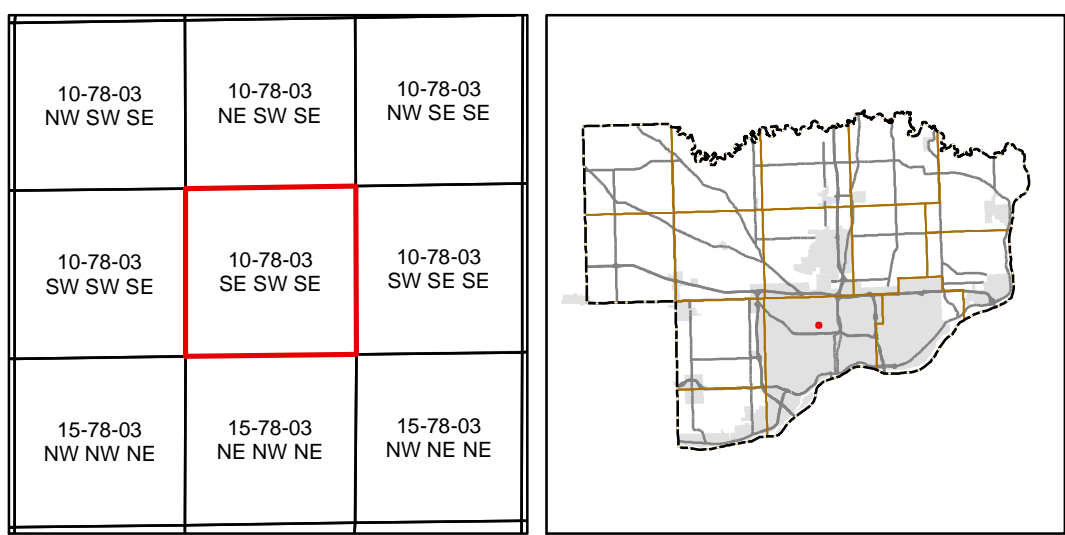 10-78-03
NW SW SE
10-78-03
NE SW SE
10-78-03
NW SE SE
10-78-03
SW SW SE
10-78-03
SE SW SE
10-78-03
SW SE SE
15-78-03
NW NW NE
15-78-03
NE NW NE
15-78-03
NW NE NE